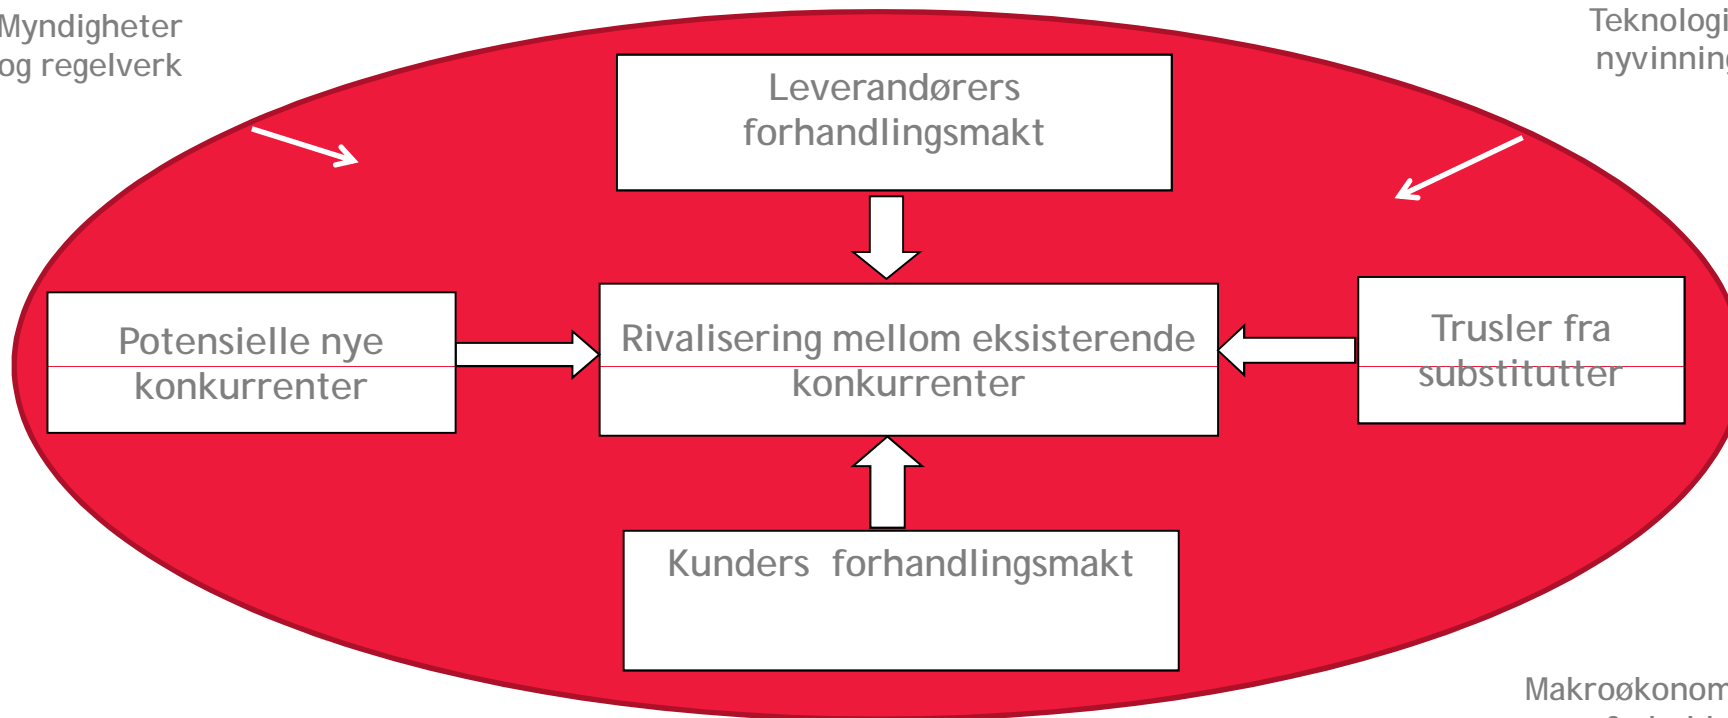 Myndigheter
og regelverk
Teknologi
nyvinning
Leverandørers
forhandlingsmakt
Potensielle nye
konkurrenter
Rivalisering mellom eksisterende
konkurrenter
Trusler fra
substitutter
Kunders forhandlingsmakt
Makroøkonom